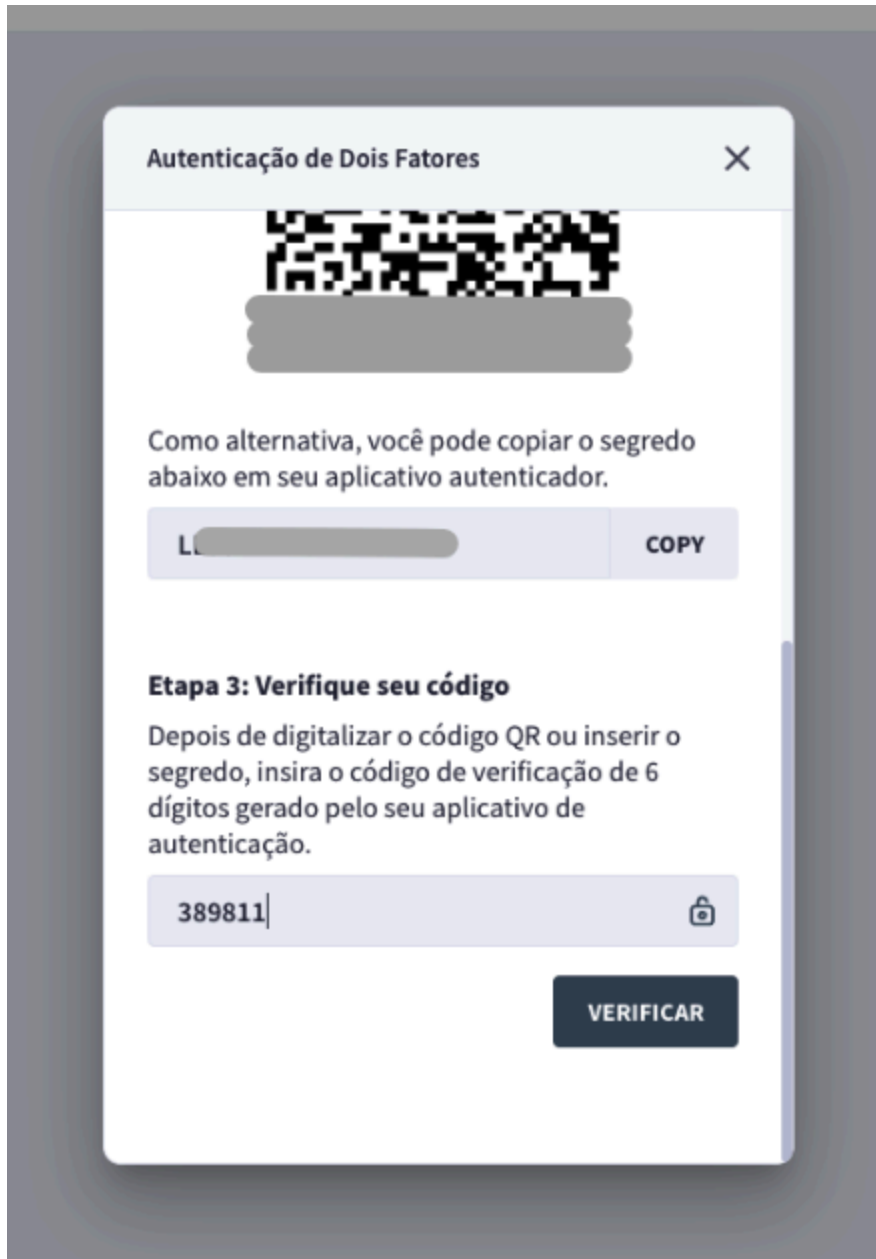 Autenticação de Dois Fatores
Como alternativa, você pode copiar o segredo
abaixo em seu aplicativo autenticador.
COPY
Etapa 3: Verifique seu código
Depois de digitalizar o código QR ou inserir o
segredo, insira o código de verificação de 6
dígitos gerado pelo seu aplicativo de
autenticação.
389811
VERIFICAR